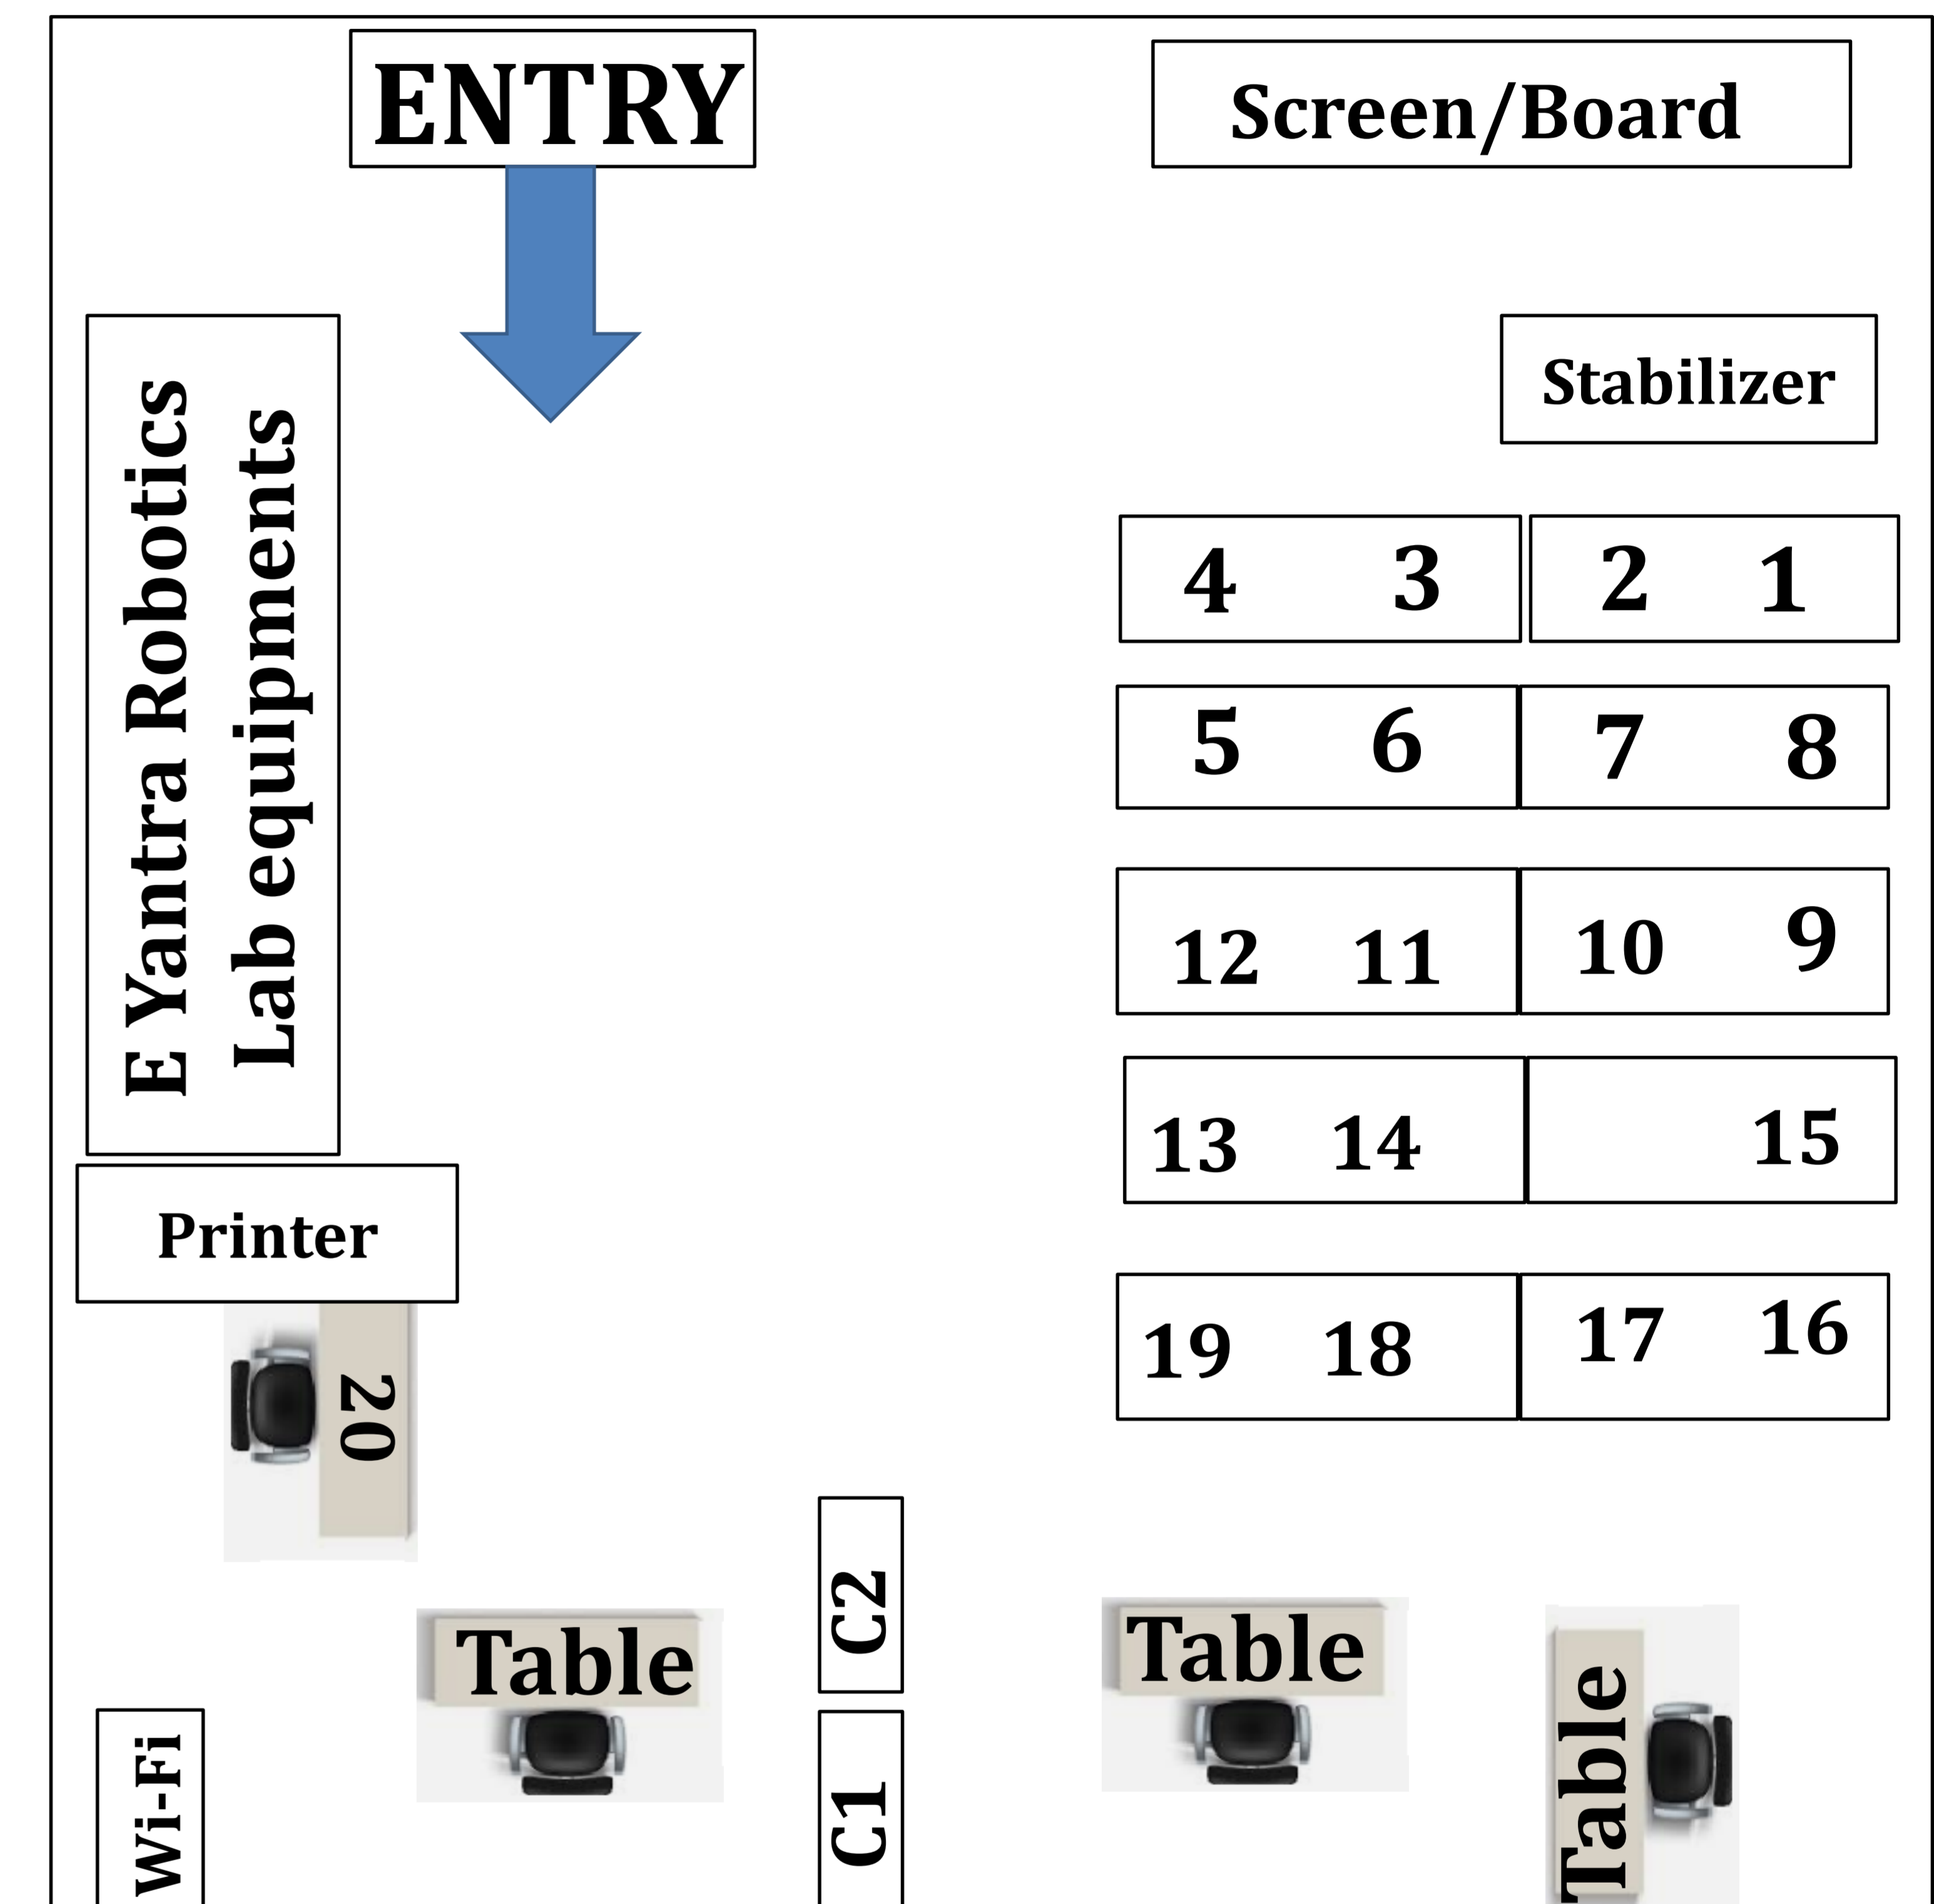 ENTRY
Screen/Board
Stabilizer
E Yantra Robotics
Lab equipments
4 3 2 1
5 6 7 8
12 11 10 9
13 14 15
19 18 17 16
Printer
20
C2
Table
Table
Table
Wi-Fi
C1